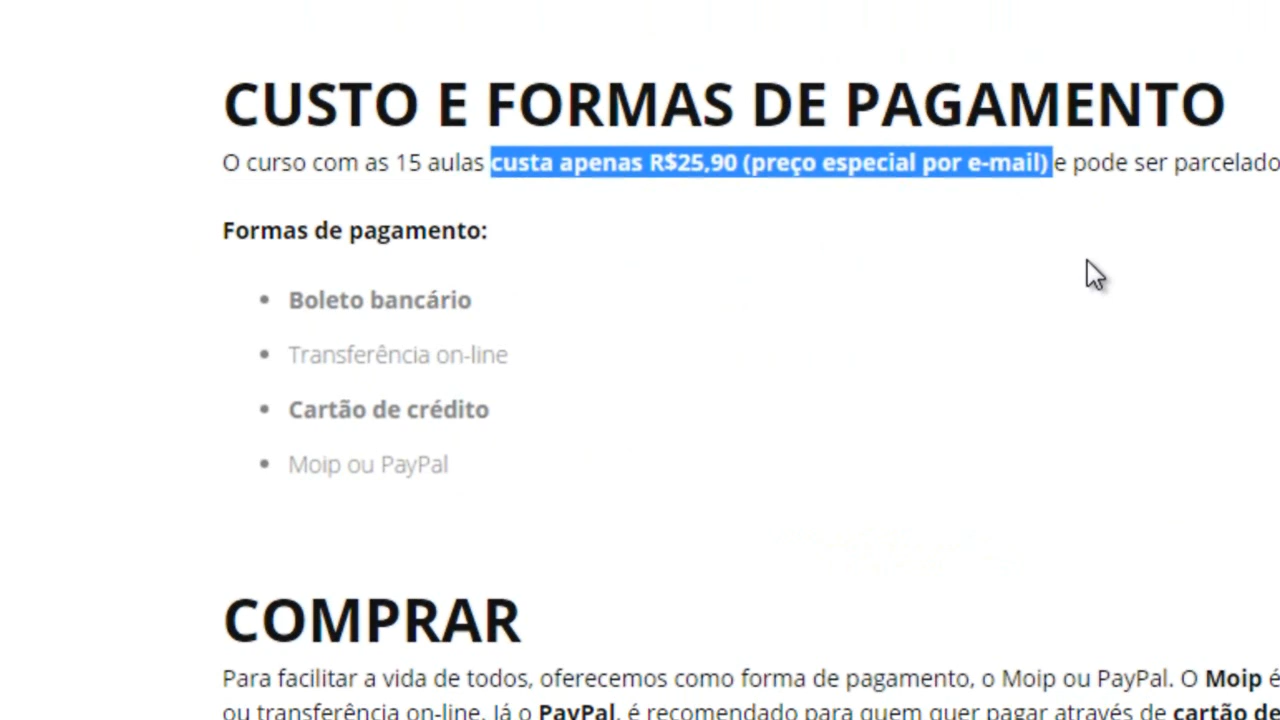 CUSTO E FORMAS DE PAGAMENTO
O curso com as 15 aulas custa apenas R$25,90 (preço especial por e-mail) e pode ser parcelado
Formas de pagamento:
• Boleto bancário
• Transferência on-line
• Cartão de crédito
• Moip ou PayPal
COMPRAR
Para facilitar a vida de todos, oferecemos como forma de pagamento, o Moip ou PayPal. O Moip é
ou transferência on-line. Já o PayPal, é recomendado para quem quer pagar através de cartão de